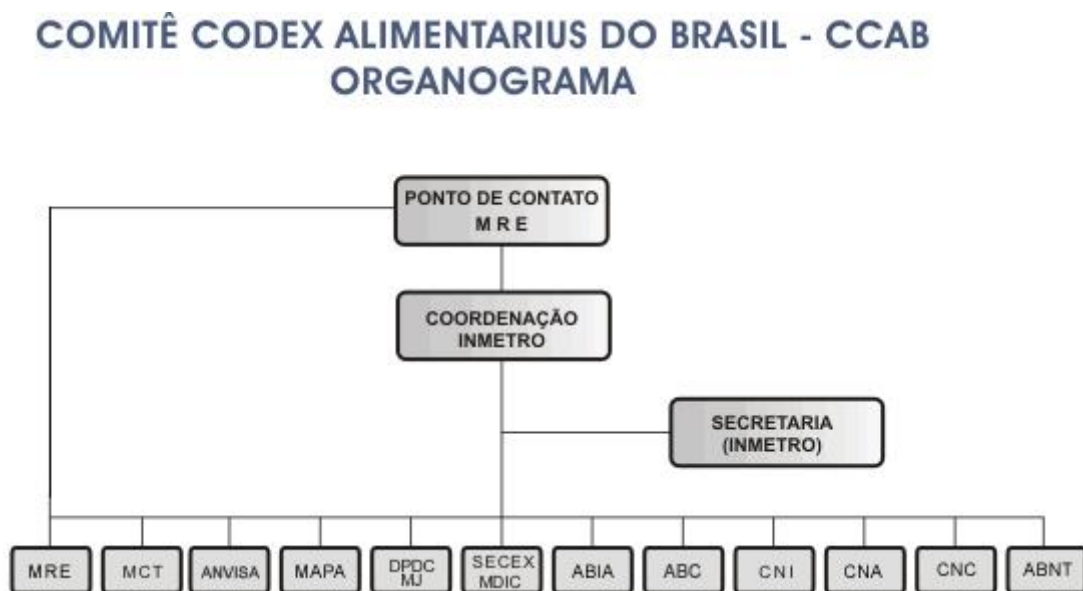 COMITÊ CODEX ALIMENTARIUS DO BRASIL - CCAB
ORGANOGRAMA
PONTO DE CONTATO
M R E
COORDENAÇÃO
INMETRO
SECRETARIA
(INMETRO)
MRE
MCT
ANVISA
MAPA
DPDC
MJ
SECEX
MDIC
ABIA
ABC
CNI
CNA
CNC
ABNT